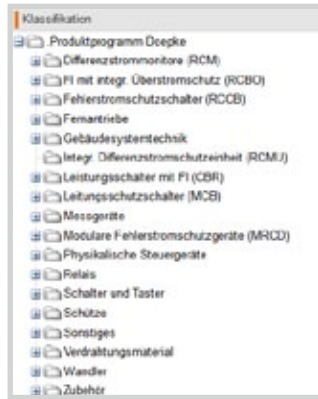 Klassifikation
Produktprogramm Doepke
Differenzstrommonitore (RCM)
FI mit integr. Überstromschutz (RCBO)
Fehlerstromschutzschalter (RCCB)
Fernantriebe
Gebäudesystemtechnik
Integr. Differenzstromschutzeinheit (RCMU)
Leistungsschalter mit FI (CBR)
Leitungsschutzschalter (MCB)
Messgeräte
Modulare Fehlerstromschutzgeräte (MRCD)
Physikalische Steuergeräte
Relais
Schalter und Taster
Schütze
Sonstiges
Verdrahtungsmaterial
Wandler
Zubehör